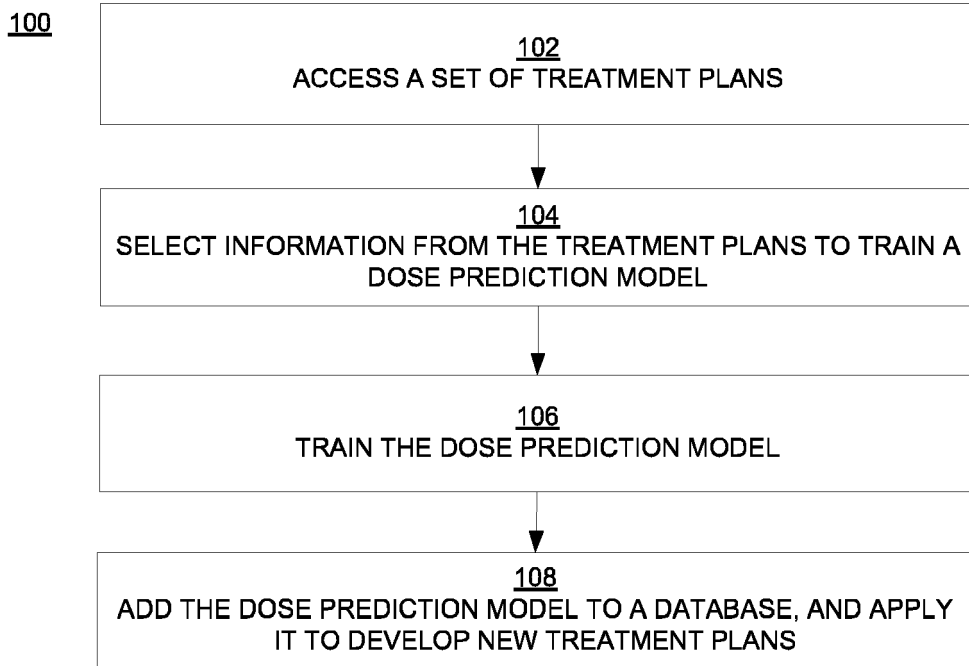 100
102
ACCESS A SET OF TREATMENT PLANS
104
SELECT INFORMATION FROM THE TREATMENT PLANS TO TRAIN A
DOSE PREDICTION MODEL
106
TRAIN THE DOSE PREDICTION MODEL
108
ADD THE DOSE PREDICTION MODEL TO A DATABASE, AND APPLY
IT TO DEVELOP NEW TREATMENT PLANS